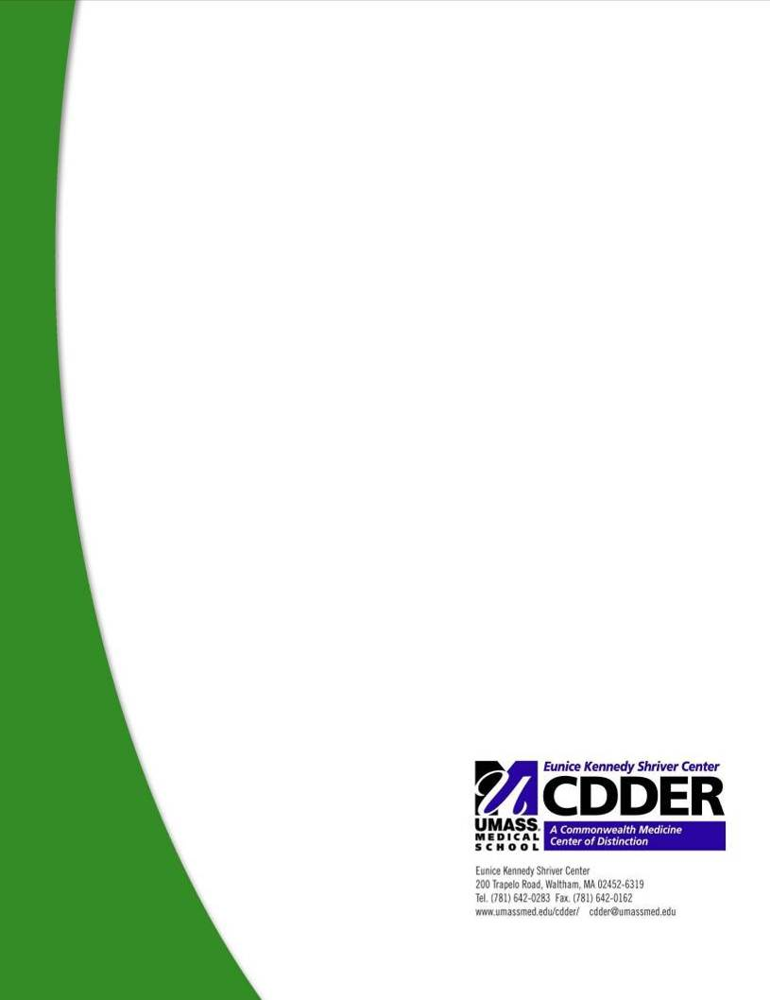 Eunice Kennedy Shriver Center
CDDER
UMASS
MEDICAL
SCHOOL
A Commonwealth Medicine
Center of Distinction
Eunice Kennedy Shriver Center
200 Trapelo Road, Waltham, MA 02452-6319
Tel. (781) 642-0283 Fax. (781) 642-0162
www.umassmed.edu/cdder/ cdder@umassmed.edu